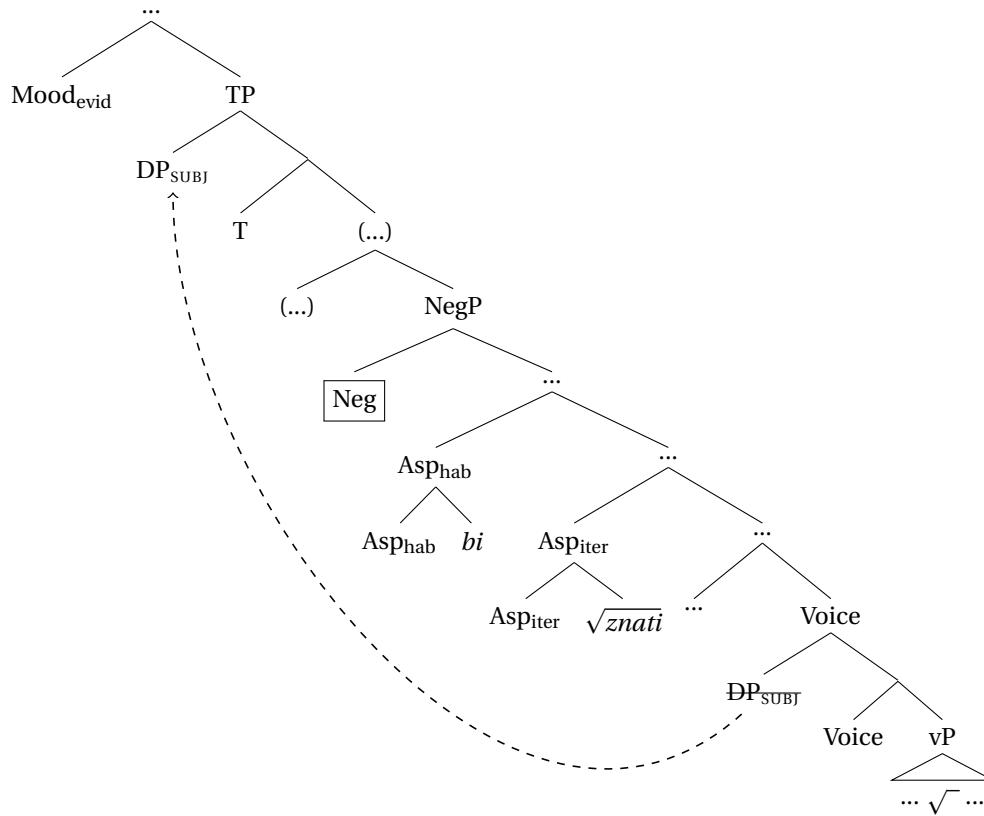 ...
Mood_evid TP
DP_SUBJ
T (...)
(...) NegP
Neg ...
Asp_hab ...
Asp_hab bi Asp_iter ...
Asp_iter √znati ... Voice
DP_SUBJ
Voice vP
... √ ...